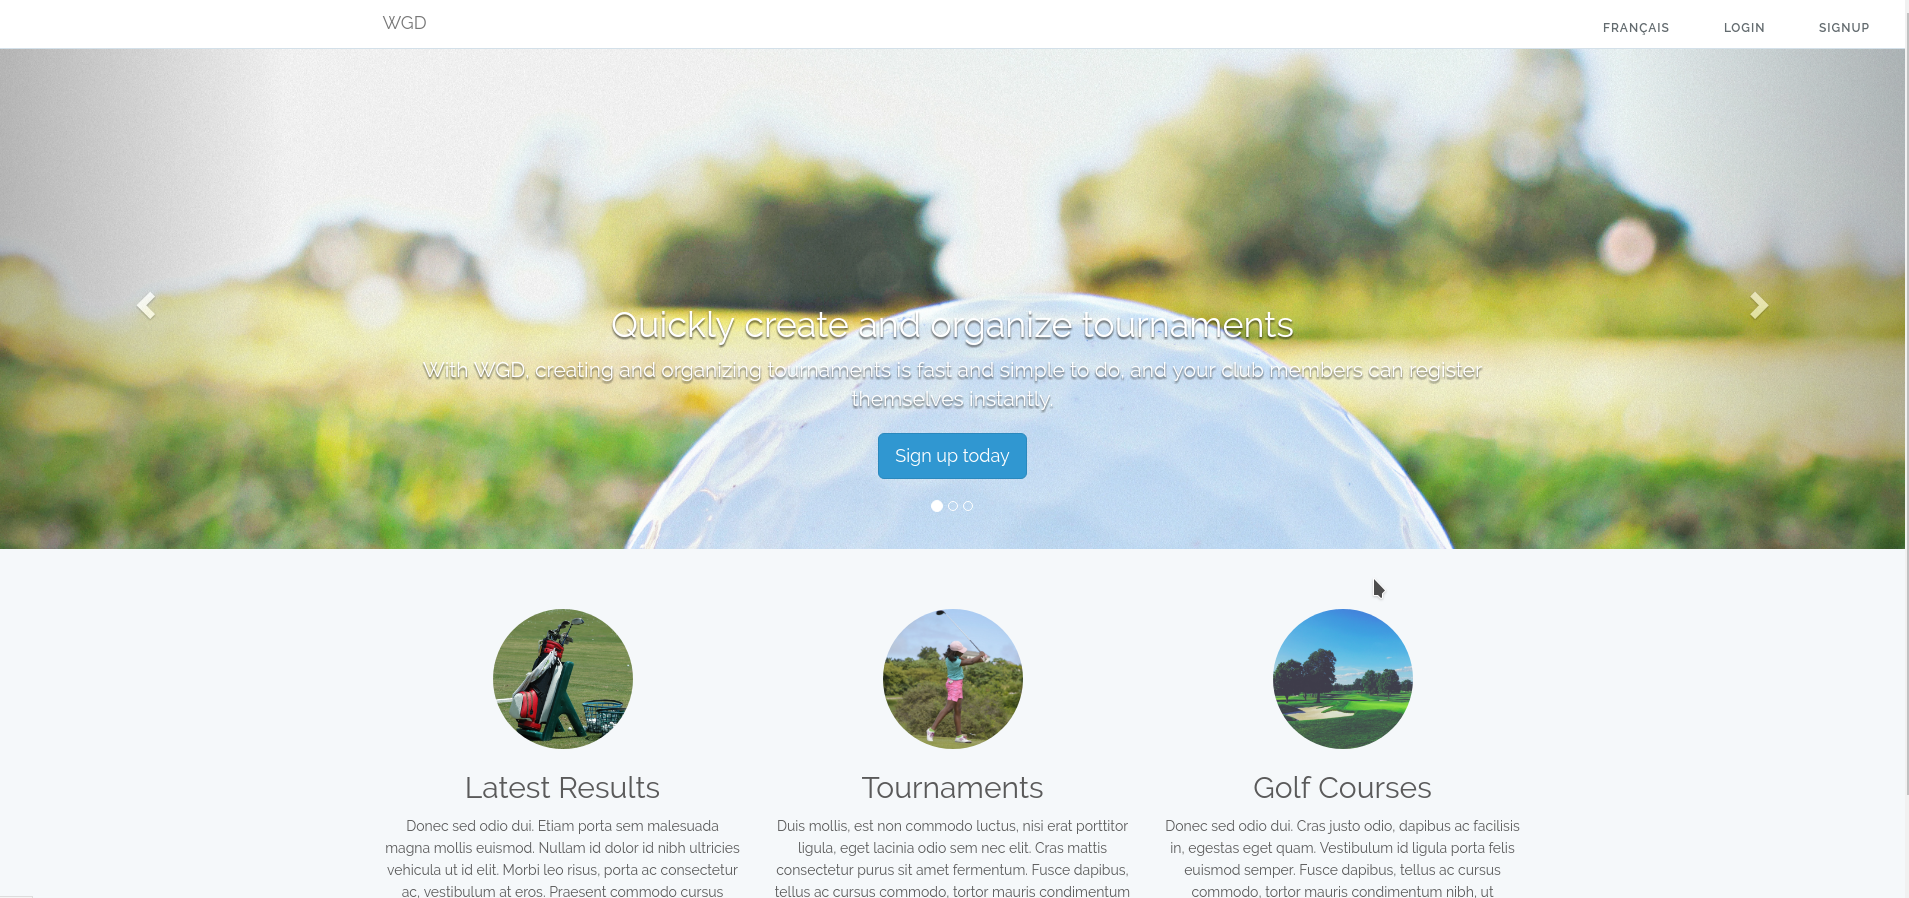 WGD
FRANÇAIS LOGIN SIGNUP
Quickly create and organize tournaments
With WGD, creating and organizing tournaments is fast and simple to do, and your club members can register
themselves instantly.
Sign up today
Latest Results
Donec sed odio dui. Etiam porta sem malesuada
magna mollis euismod. Nullam id dolor id nibh ultricies
vehicula ut id elit. Morbi leo risus, porta ac consectetur
ac, vestibulum at eros. Praesent commodo cursus
Tournaments
Duis mollis, est non commodo luctus, nisi erat porttitor
ligula, eget lacinia odio sem nec elit. Cras mattis
consectetur purus sit amet fermentum. Fusce dapibus,
tellus ac cursus commodo, tortor mauris condimentum
Golf Courses
Donec sed odio dui. Cras justo odio, dapibus ac facilisis
in, egestas eget quam. Vestibulum id ligula porta felis
euismod semper. Fusce dapibus, tellus ac cursus
commodo, tortor mauris condimentum nibh, ut